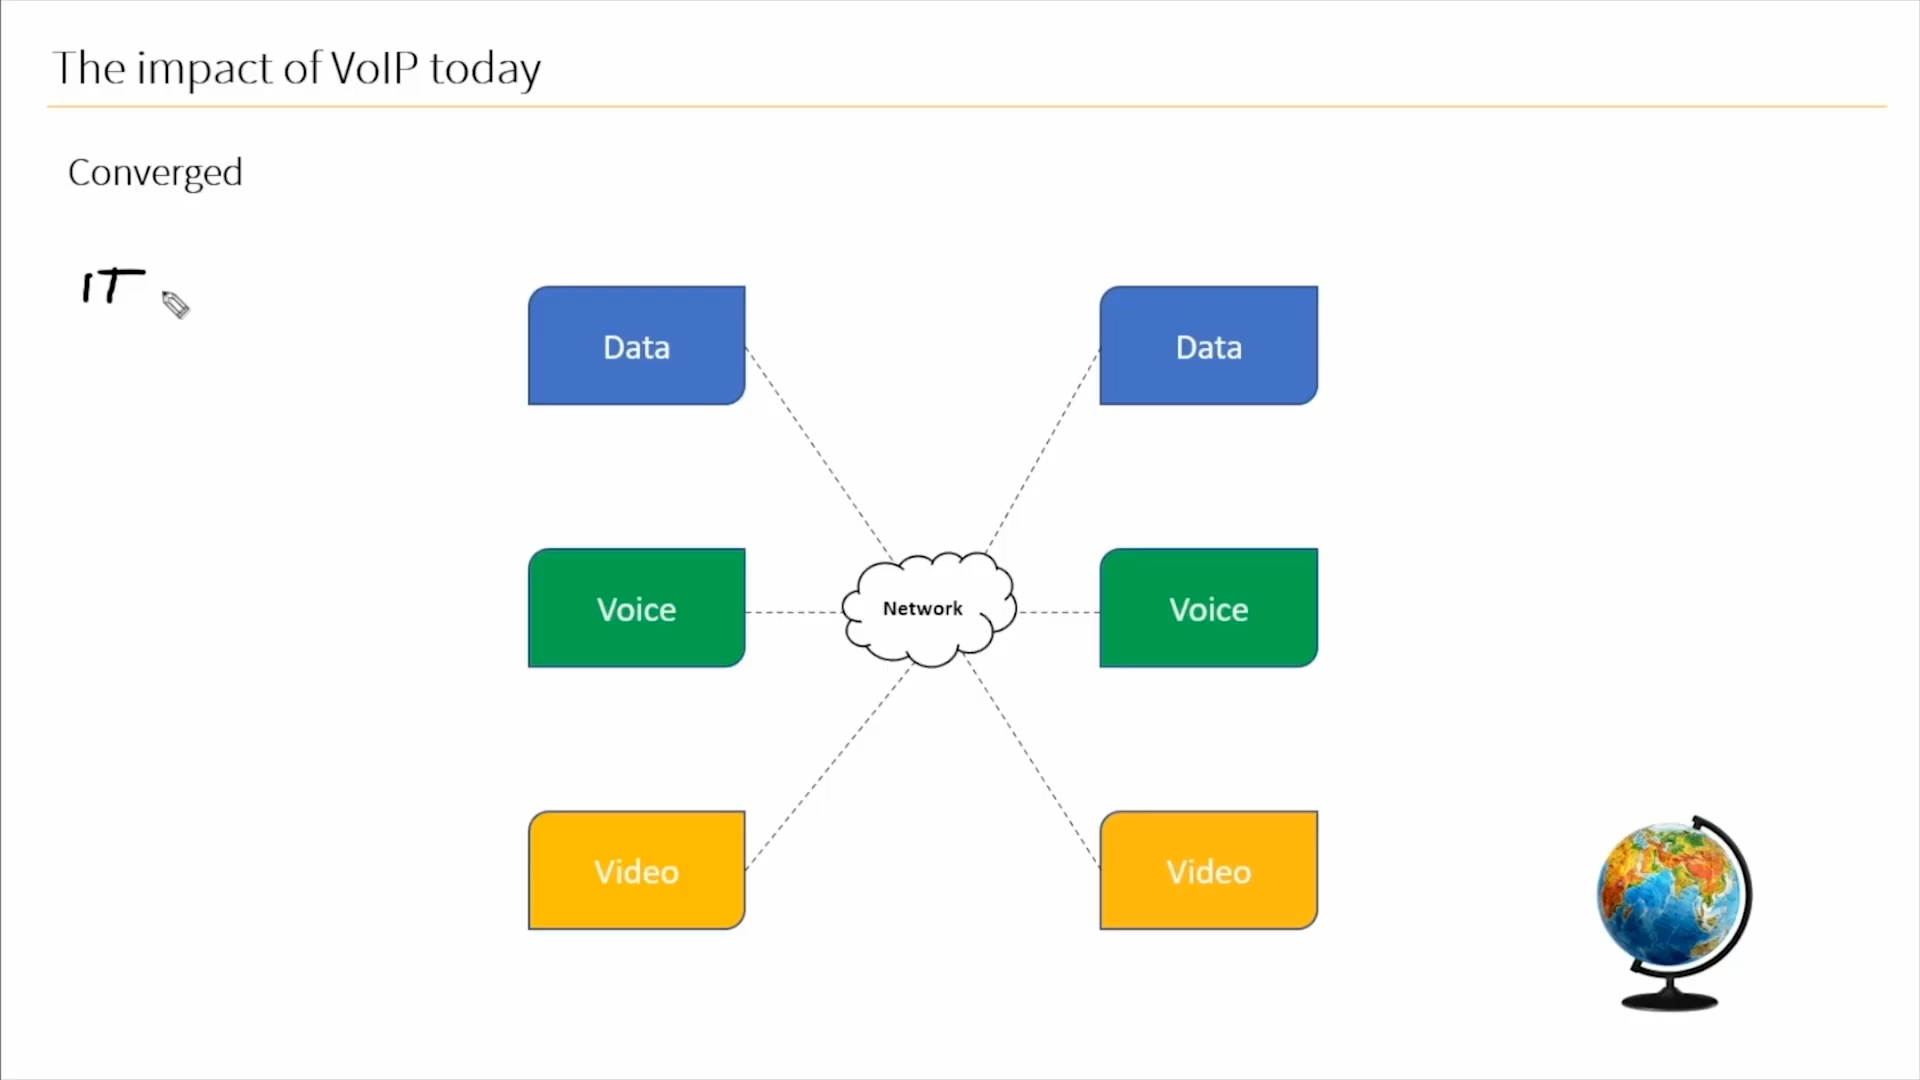 The impact of VoIP today
Converged
IT
Data
Data
Voice
Network
Voice
Video
Video